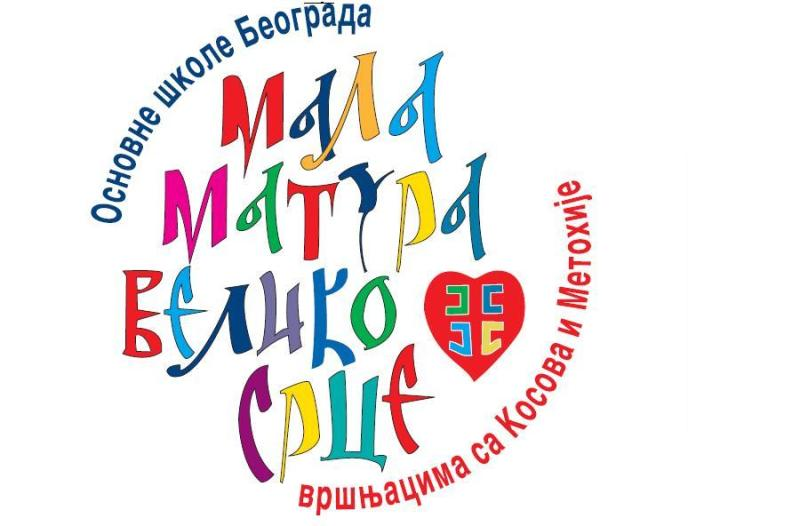 Основне школе Београда
мала
матура
велико
срце
вршњацима са Косова и Метохије